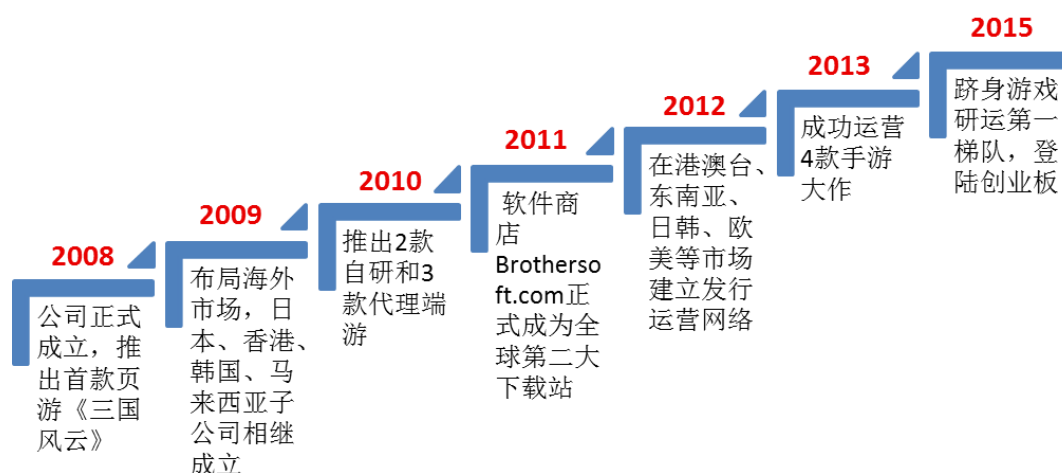 2008
公司正式
成立，推
出首款页
游《三国
风云》
2009
布局海外
市场，日
本、香港、
韩国、马
来西亚子
公司相继
成立
2010
推出2款
自研和3
款代理端
游
2011
软件商
店
Brotherso
ft.com正
式成为全
球第二大
下载站
2012
在港澳台、
东南亚、
日韩、欧
美等市场
建立发行
运营网络
2013
成功运营
4款手游
大作
2015
跻身游戏
研运第一
梯队，登
陆创业板